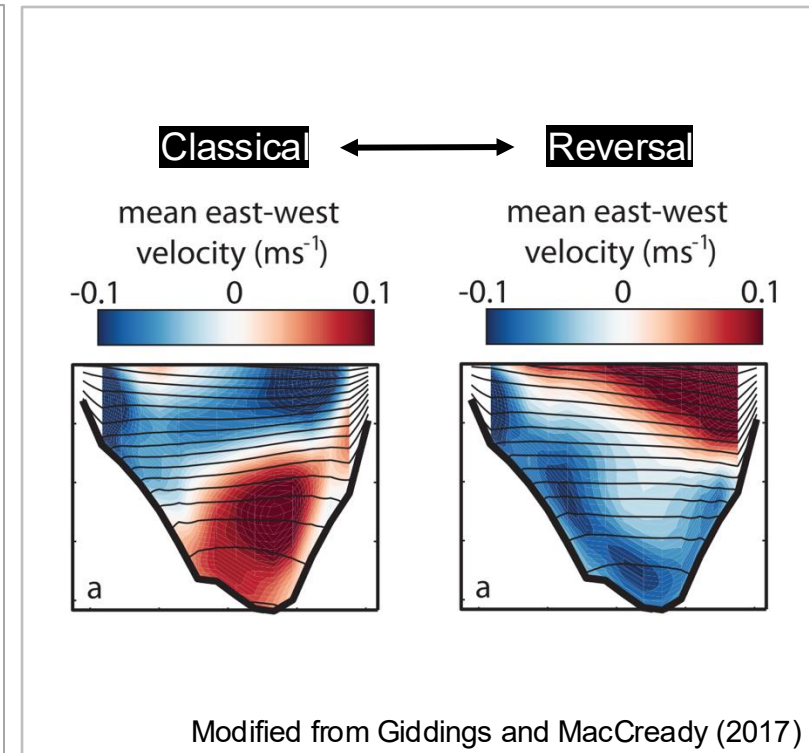 Classical
Reversal
mean east-west
velocity (ms⁻¹)
-0.1 0 0.1
a
mean east-west
velocity (ms⁻¹)
-0.1 0 0.1
a
Modified from Giddings and MacCready (2017)